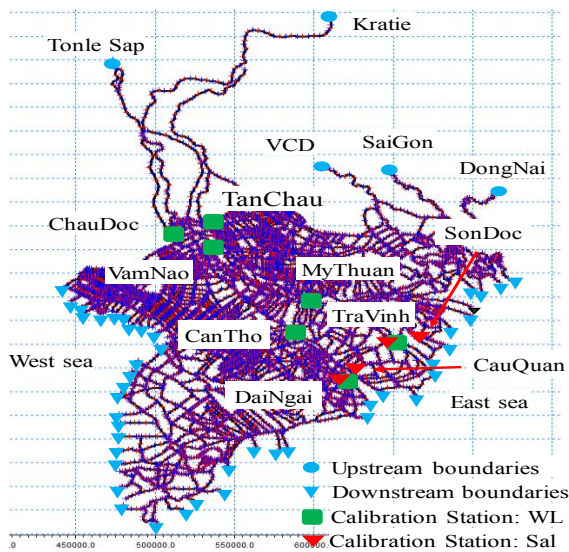 Kratie
Tonle Sap
VCD
SaiGon
DongNai
TanChau
ChauDoc
SonDoc
VamNao
MyThuan
TraVinh
CanTho
West sea
CauQuan
DaiNgai
East sea
Upstream boundaries
Downstream boundaries
Calibration Station: WL
Calibration Station: Sal
0.0 450000.0 500000.0 550000.0